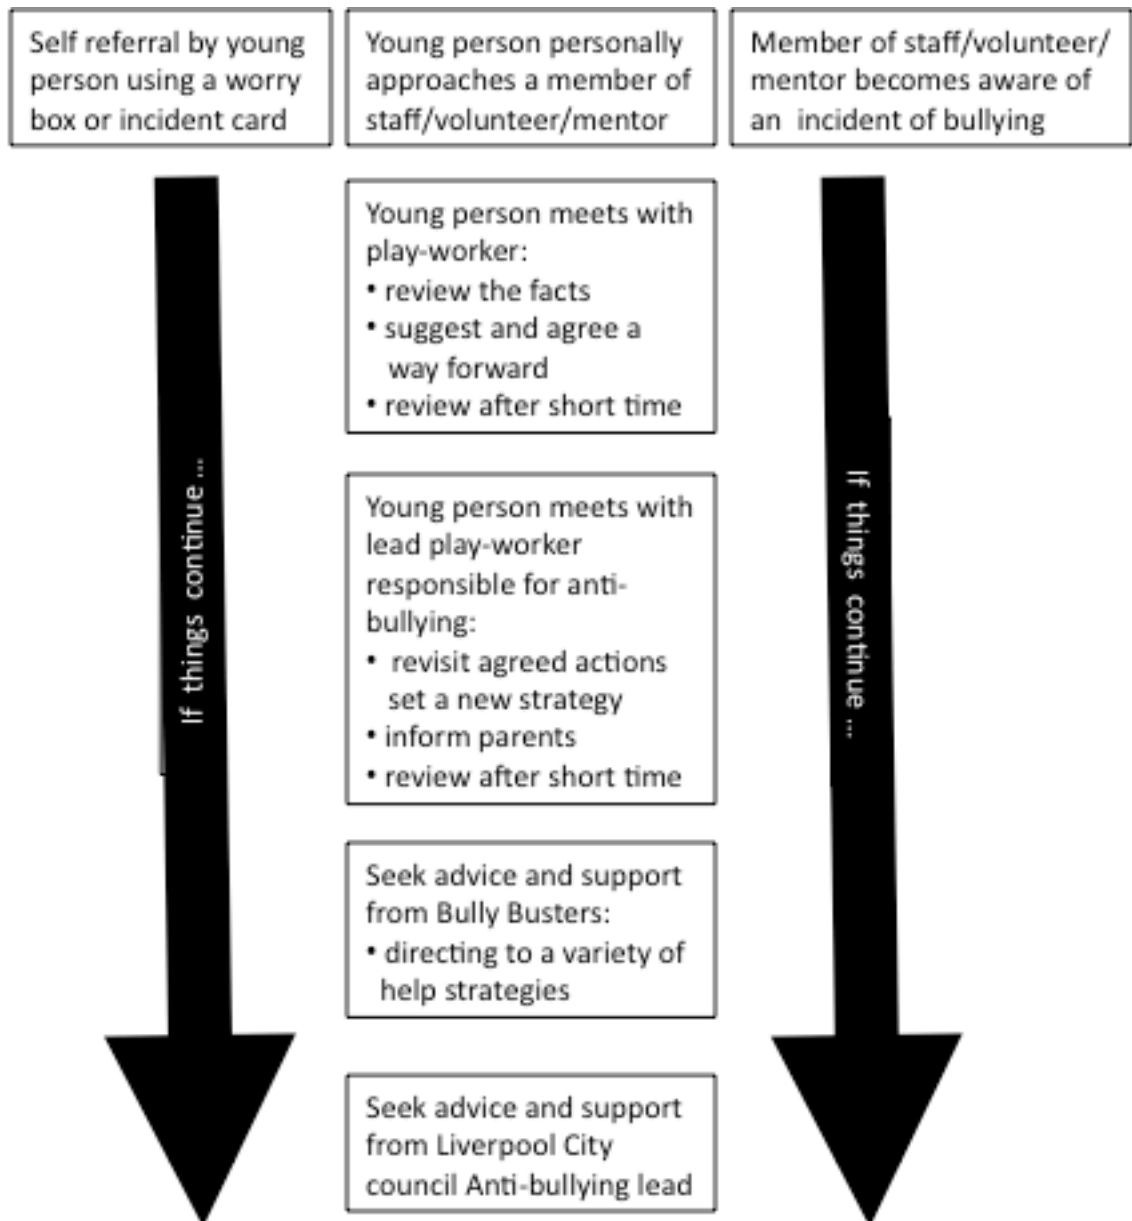 Self referral by young
person using a worry
box or incident card
Young person personally
approaches a member of
staff/volunteer/mentor
Member of staff/volunteer/
mentor becomes aware of
an incident of bullying
Young person meets with
play-worker:
• review the facts
• suggest and agree a
way forward
• review after short time
If things continue ...
Young person meets with
lead play-worker
responsible for anti-
bullying:
• revisit agreed actions
set a new strategy
• inform parents
• review after short time
If things continue ...
Seek advice and support
from Bully Busters:
• directing to a variety of
help strategies
Seek advice and support
from Liverpool City
council Anti-bullying lead